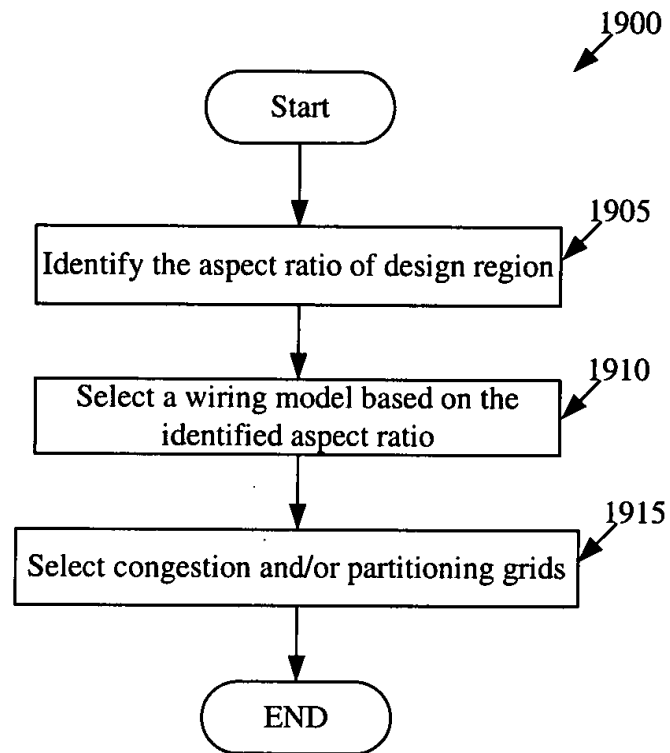 1900
Start
1905
Identify the aspect ratio of design region
1910
Select a wiring model based on the
identified aspect ratio
1915
Select congestion and/or partitioning grids
END